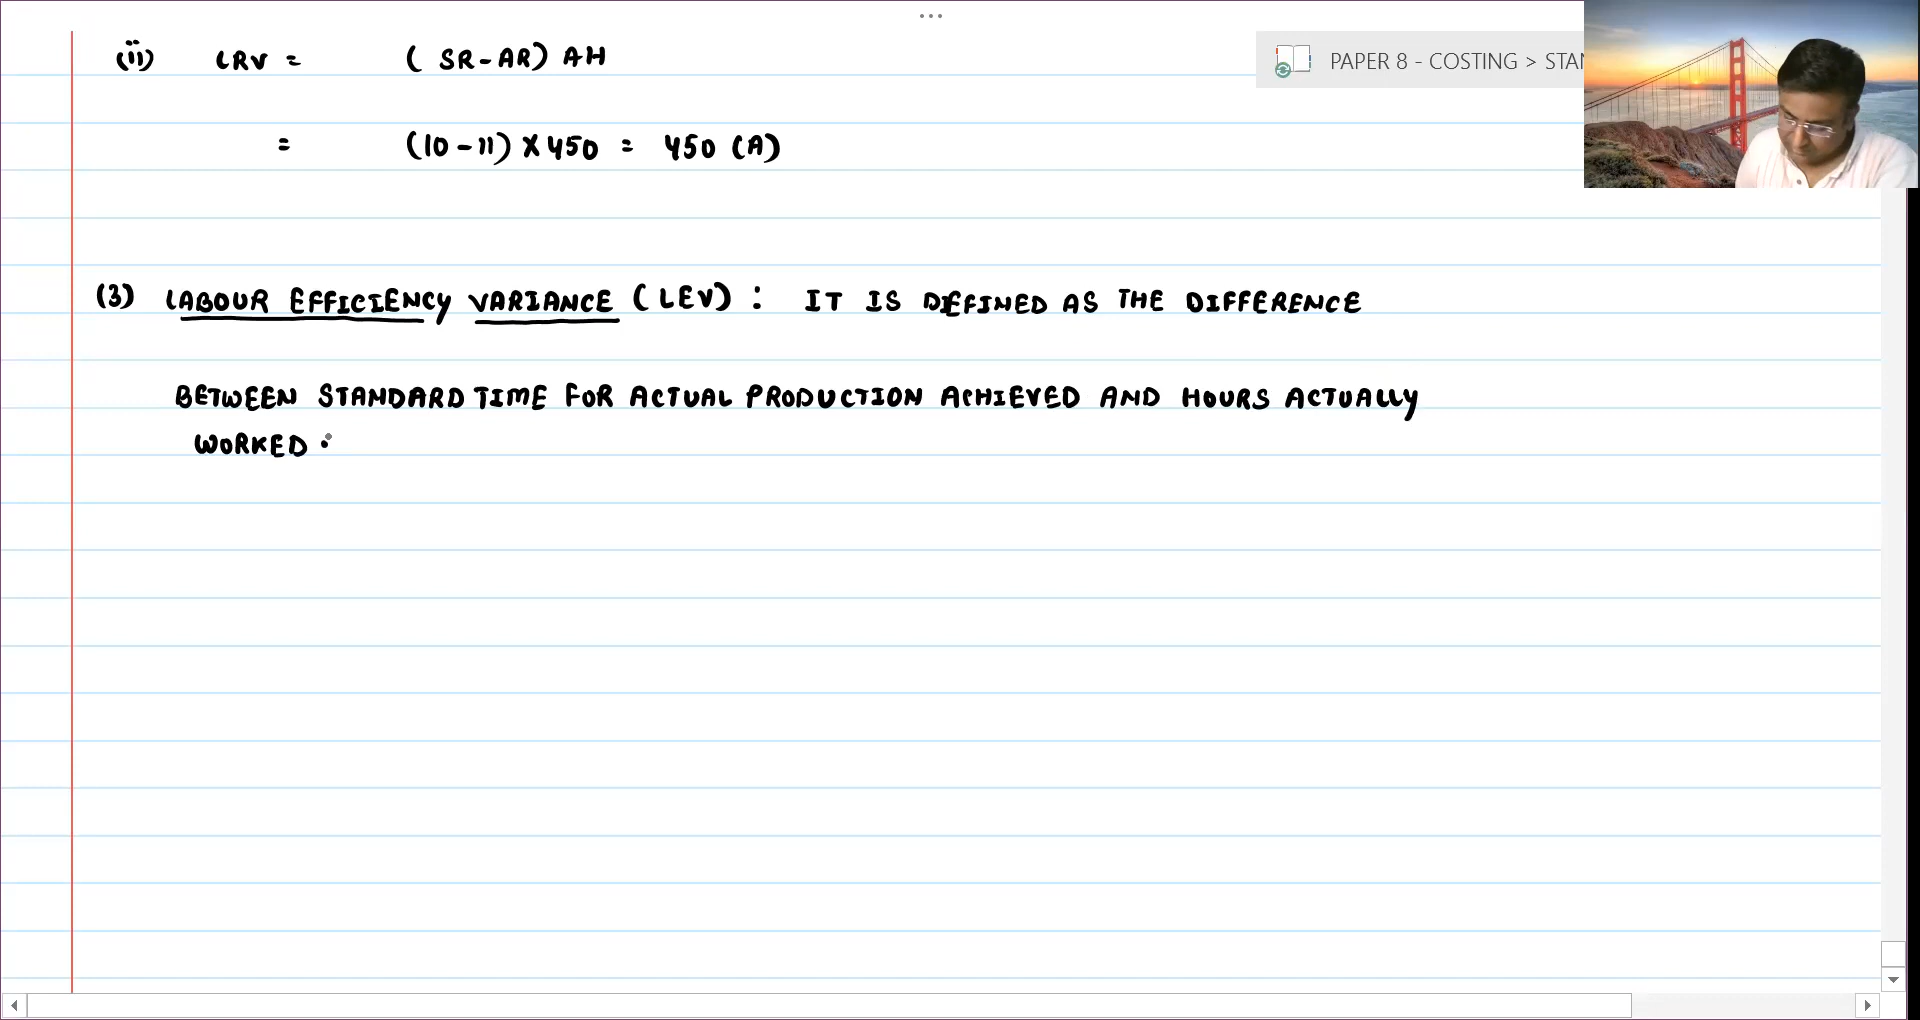 (ii) LRV = (SR-AR) AH
PAPER 8 - COSTING > STAN
= (10-11) X 450 = 450 (A)
(3) LABOUR EFFICIENCY VARIANCE (LEV) : IT IS DEFINED AS THE DIFFERENCE
BETWEEN STANDARD TIME FOR ACTUAL PRODUCTION ACHIEVED AND HOURS ACTUALLY
WORKED .